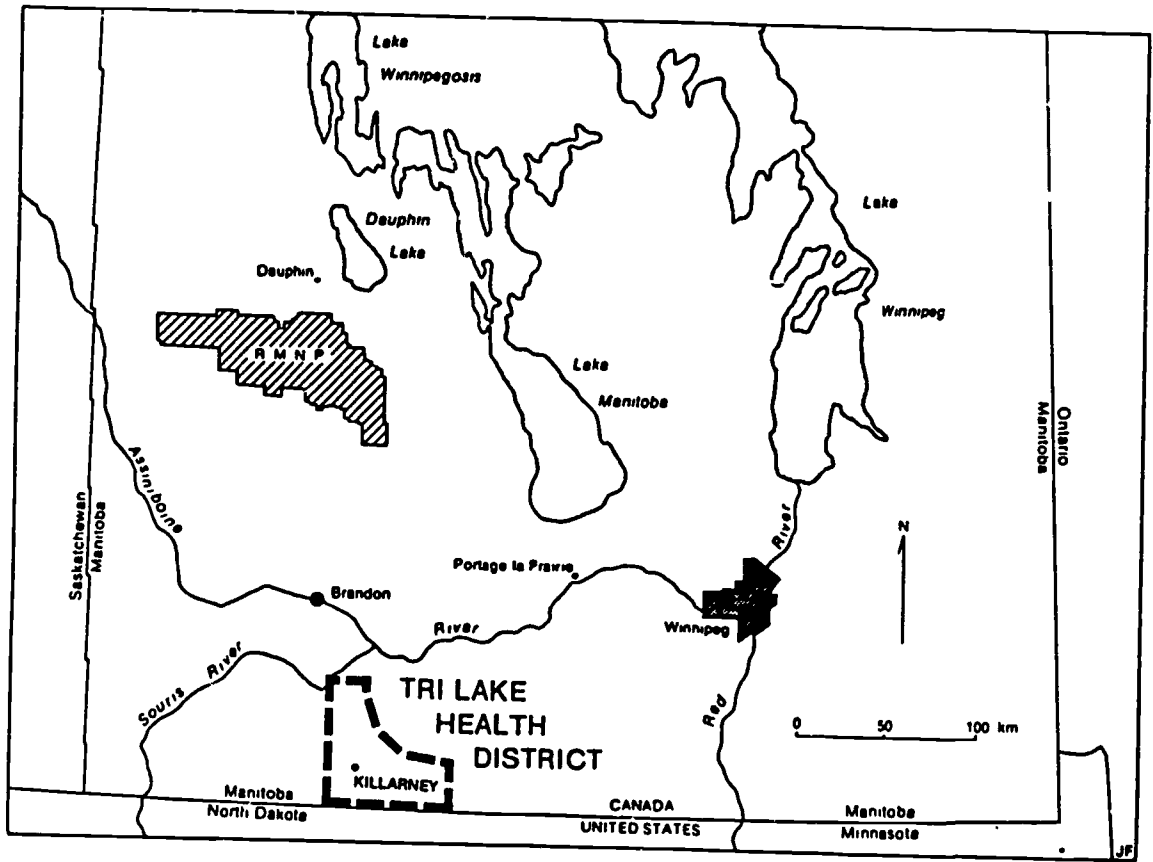 Lake
Winnipegosis
Dauphin
Lake
Dauphin
Lake
Winnipeg
R M N P
Lake
Manitoba
Ontario
Manitoba
Assiniboine
Saskatchewan
Manitoba
River
N
Portage la Prairie
Brandon
Winnipeg
River
Souris River
TRI LAKE
HEALTH
DISTRICT
Red
0 50 100 km
KILLARNEY
Manitoba
North Dakota
CANADA
UNITED STATES
Manitoba
Minnesota
JF